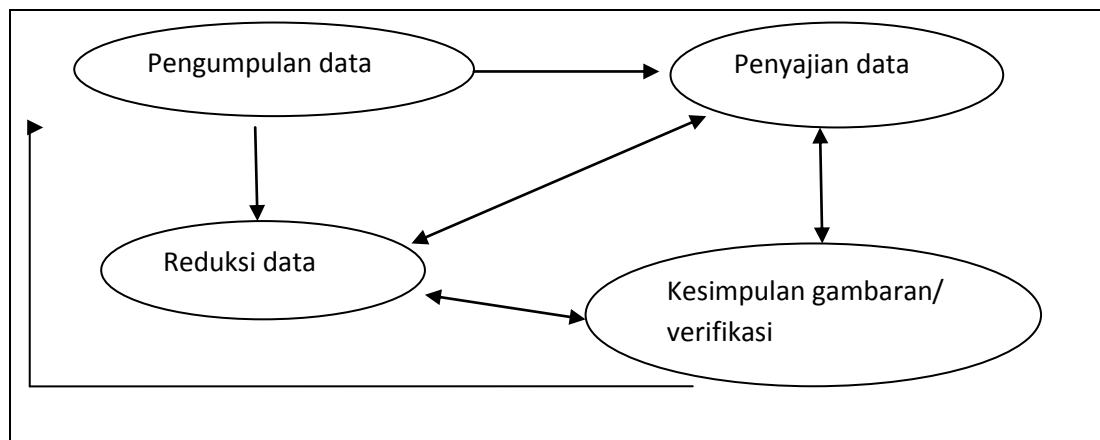 Pengumpulan data
Penyajian data
Reduksi data
Kesimpulan gambaran/
verifikasi